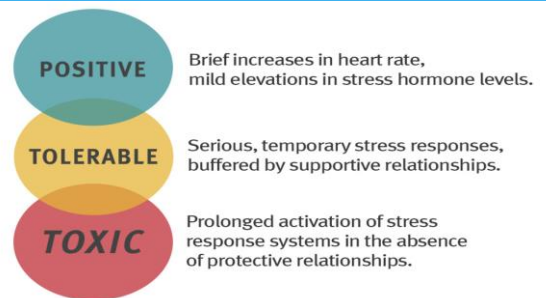 POSITIVE
Brief increases in heart rate,
mild elevations in stress hormone levels.
TOLERABLE
Serious, temporary stress responses,
buffered by supportive relationships.
TOXIC
Prolonged activation of stress
response systems in the absence
of protective relationships.